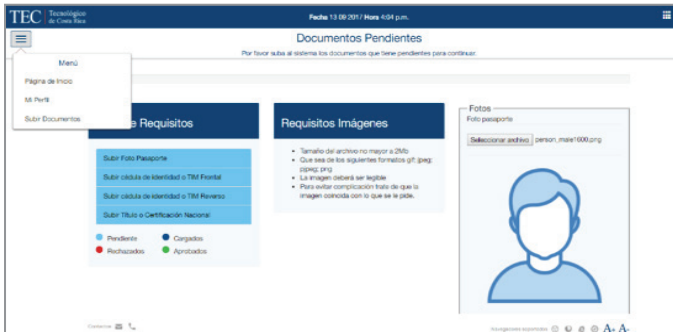 TEC Tecnológico
de Costa Rica
Fecha 13 09 2017 Hora 4:04 p.m.
Documentos Pendientes
Por favor suba al sistema los documentos que tiene pendientes para continuar.
Menú
Página de Inicio
Mi Perfil
Subir Documentos
e Requisitos
Subir Foto Pasaporte
Subir cédula de identidad o TIM Frontal
Subir cédula de identidad o TIM Reverso
Subir Título o Certificación Nacional
Pendiente
Cargados
Rechazados
Aprobados
Requisitos Imágenes
Tamaño del archivo no mayor a 2Mb
Que sea de los siguientes formatos gif; jpeg;
pjpeg; png
La imagen deberá ser legible
Para evitar complicación trate de que la
imagen coincida con lo que se le pide.
Fotos
Foto pasaporte
Seleccionar archivo person_male1600.png
Navegadores soportados
A+ A-